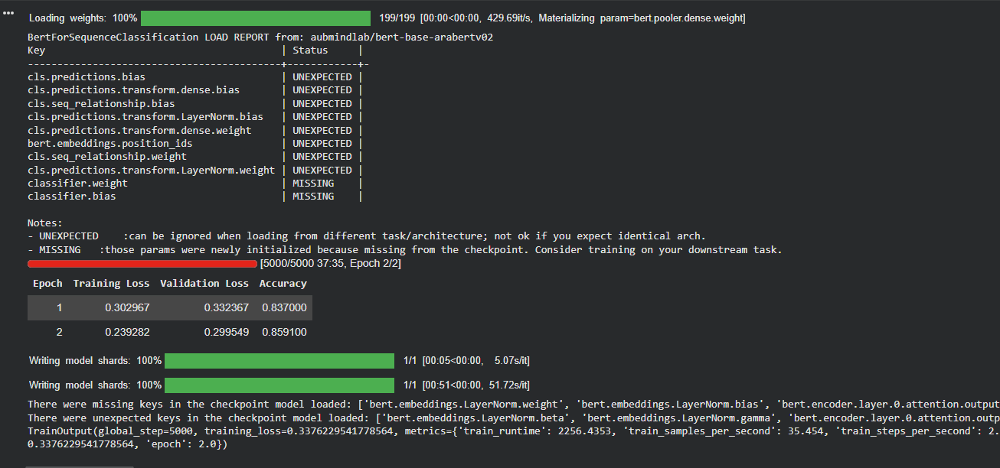 Loading weights: 100% 199/199 [00:00<00:00, 429.69it/s, Materializing param=bert.pooler.dense.weight]
BertForSequenceClassification LOAD REPORT from: aubmindlab/bert-base-arabertv02
Key | Status |
-------------------------------------------+------------+-
cls.predictions.bias | UNEXPECTED |
cls.predictions.transform.dense.bias | UNEXPECTED |
cls.seq_relationship.bias | UNEXPECTED |
cls.predictions.transform.LayerNorm.bias | UNEXPECTED |
cls.predictions.transform.dense.weight | UNEXPECTED |
bert.embeddings.position_ids | UNEXPECTED |
cls.seq_relationship.weight | UNEXPECTED |
cls.predictions.transform.LayerNorm.weight | UNEXPECTED |
classifier.weight | MISSING |
classifier.bias | MISSING |
Notes:
- UNEXPECTED :can be ignored when loading from different task/architecture; not ok if you expect identical arch.
- MISSING :those params were newly initialized because missing from the checkpoint. Consider training on your downstream task.
[5000/5000 37:35, Epoch 2/2]
Epoch Training Loss Validation Loss Accuracy
1 0.302967 0.332367 0.837000
2 0.239282 0.299549 0.859100
Writing model shards: 100% 1/1 [00:05<00:00, 5.07s/it]
Writing model shards: 100% 1/1 [00:51<00:00, 51.72s/it]
There were missing keys in the checkpoint model loaded: ['bert.embeddings.LayerNorm.weight', 'bert.embeddings.LayerNorm.bias', 'bert.encoder.layer.0.attention.output
There were unexpected keys in the checkpoint model loaded: ['bert.embeddings.LayerNorm.beta', 'bert.embeddings.LayerNorm.gamma', 'bert.encoder.layer.0.attention.outp
TrainOutput(global_step=5000, training_loss=0.3376229541778564, metrics={'train_runtime': 2256.4353, 'train_samples_per_second': 35.454, 'train_steps_per_second': 2.
0.3376229541778564, 'epoch': 2.0})